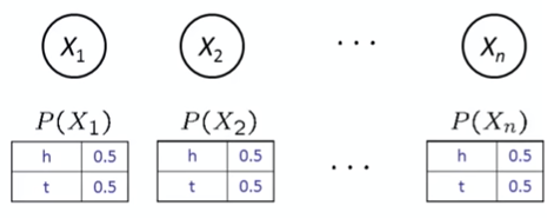 X₁ X₂ ... Xₙ
P(X₁) P(X₂) P(Xₙ)
h 0.5 h 0.5 ... h 0.5
t 0.5 t 0.5 t 0.5